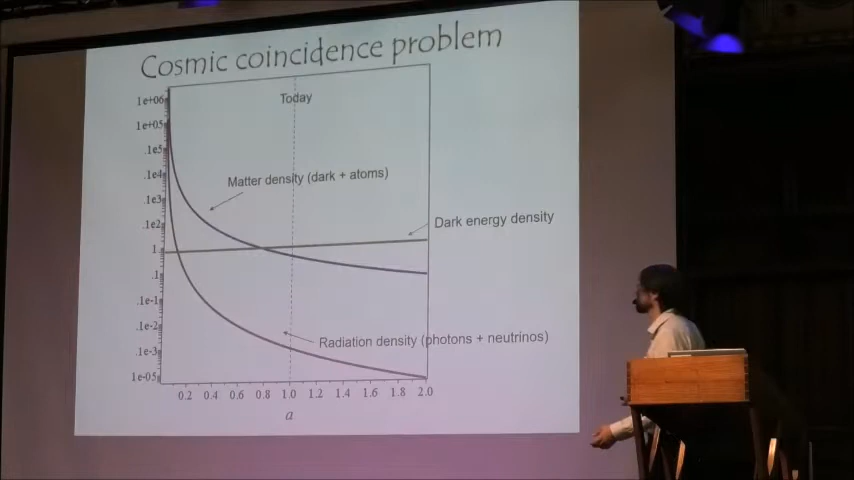 Cosmic coincidence problem
1e+06
Today
1e+05
.1e5
.1e4
Matter density (dark + atoms)
.1e3
.1e2
Dark energy density
1
.1
.1e-1
.1e-2
Radiation density (photons + neutrinos)
.1e-3
1e-05
0.2 0.4 0.6 0.8 1.0 1.2 1.4 1.6 1.8 2.0
a